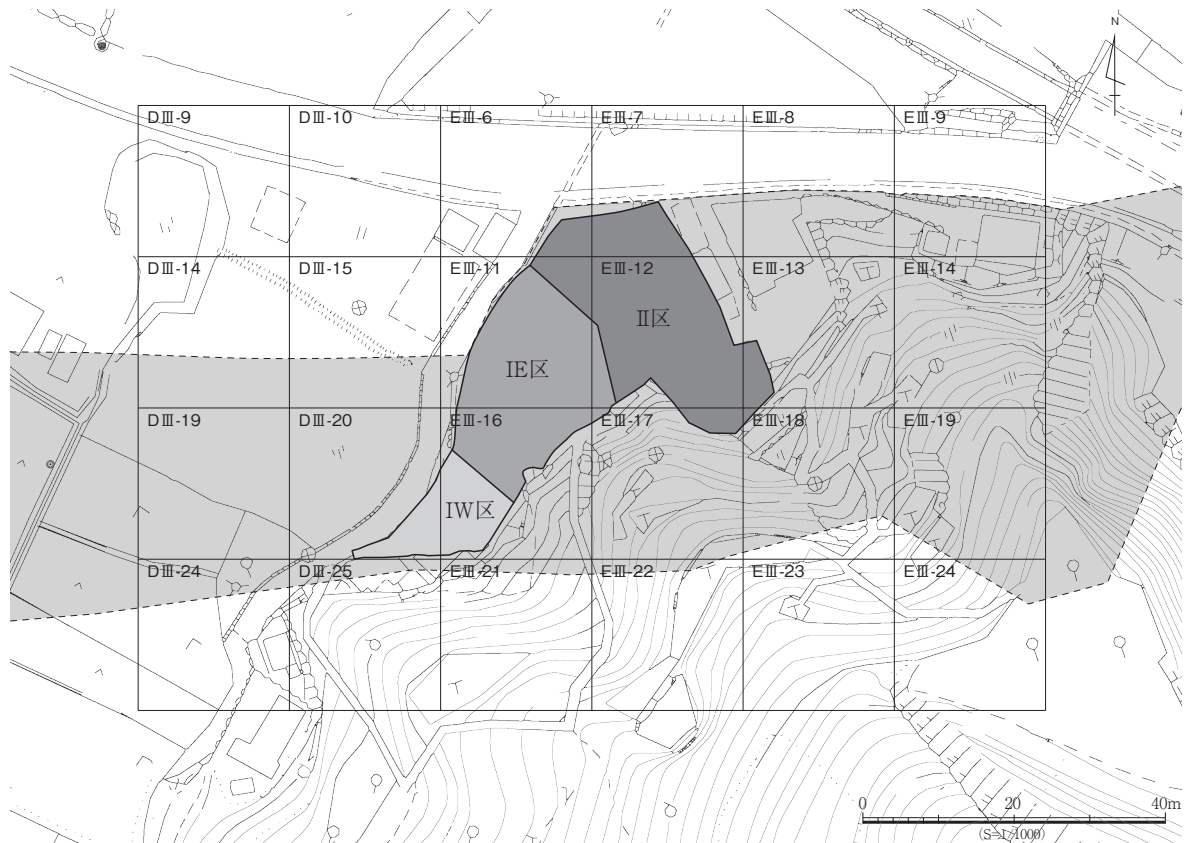 N
DⅢ-9 DⅢ-10 EⅢ-6 EⅢ-7 EⅢ-8 EⅢ-9
DⅢ-14 DⅢ-15 EⅢ-11 EⅢ-12 EⅢ-13 EⅢ-14
Ⅱ区
ⅠE区
DⅢ-19 DⅢ-20 EⅢ-16 EⅢ-17 EⅢ-18 EⅢ-19
ⅠW区
DⅢ-24 DⅢ-25 EⅢ-21 EⅢ-22 EⅢ-23 EⅢ-24
0 20 40m
(S=1/1000)